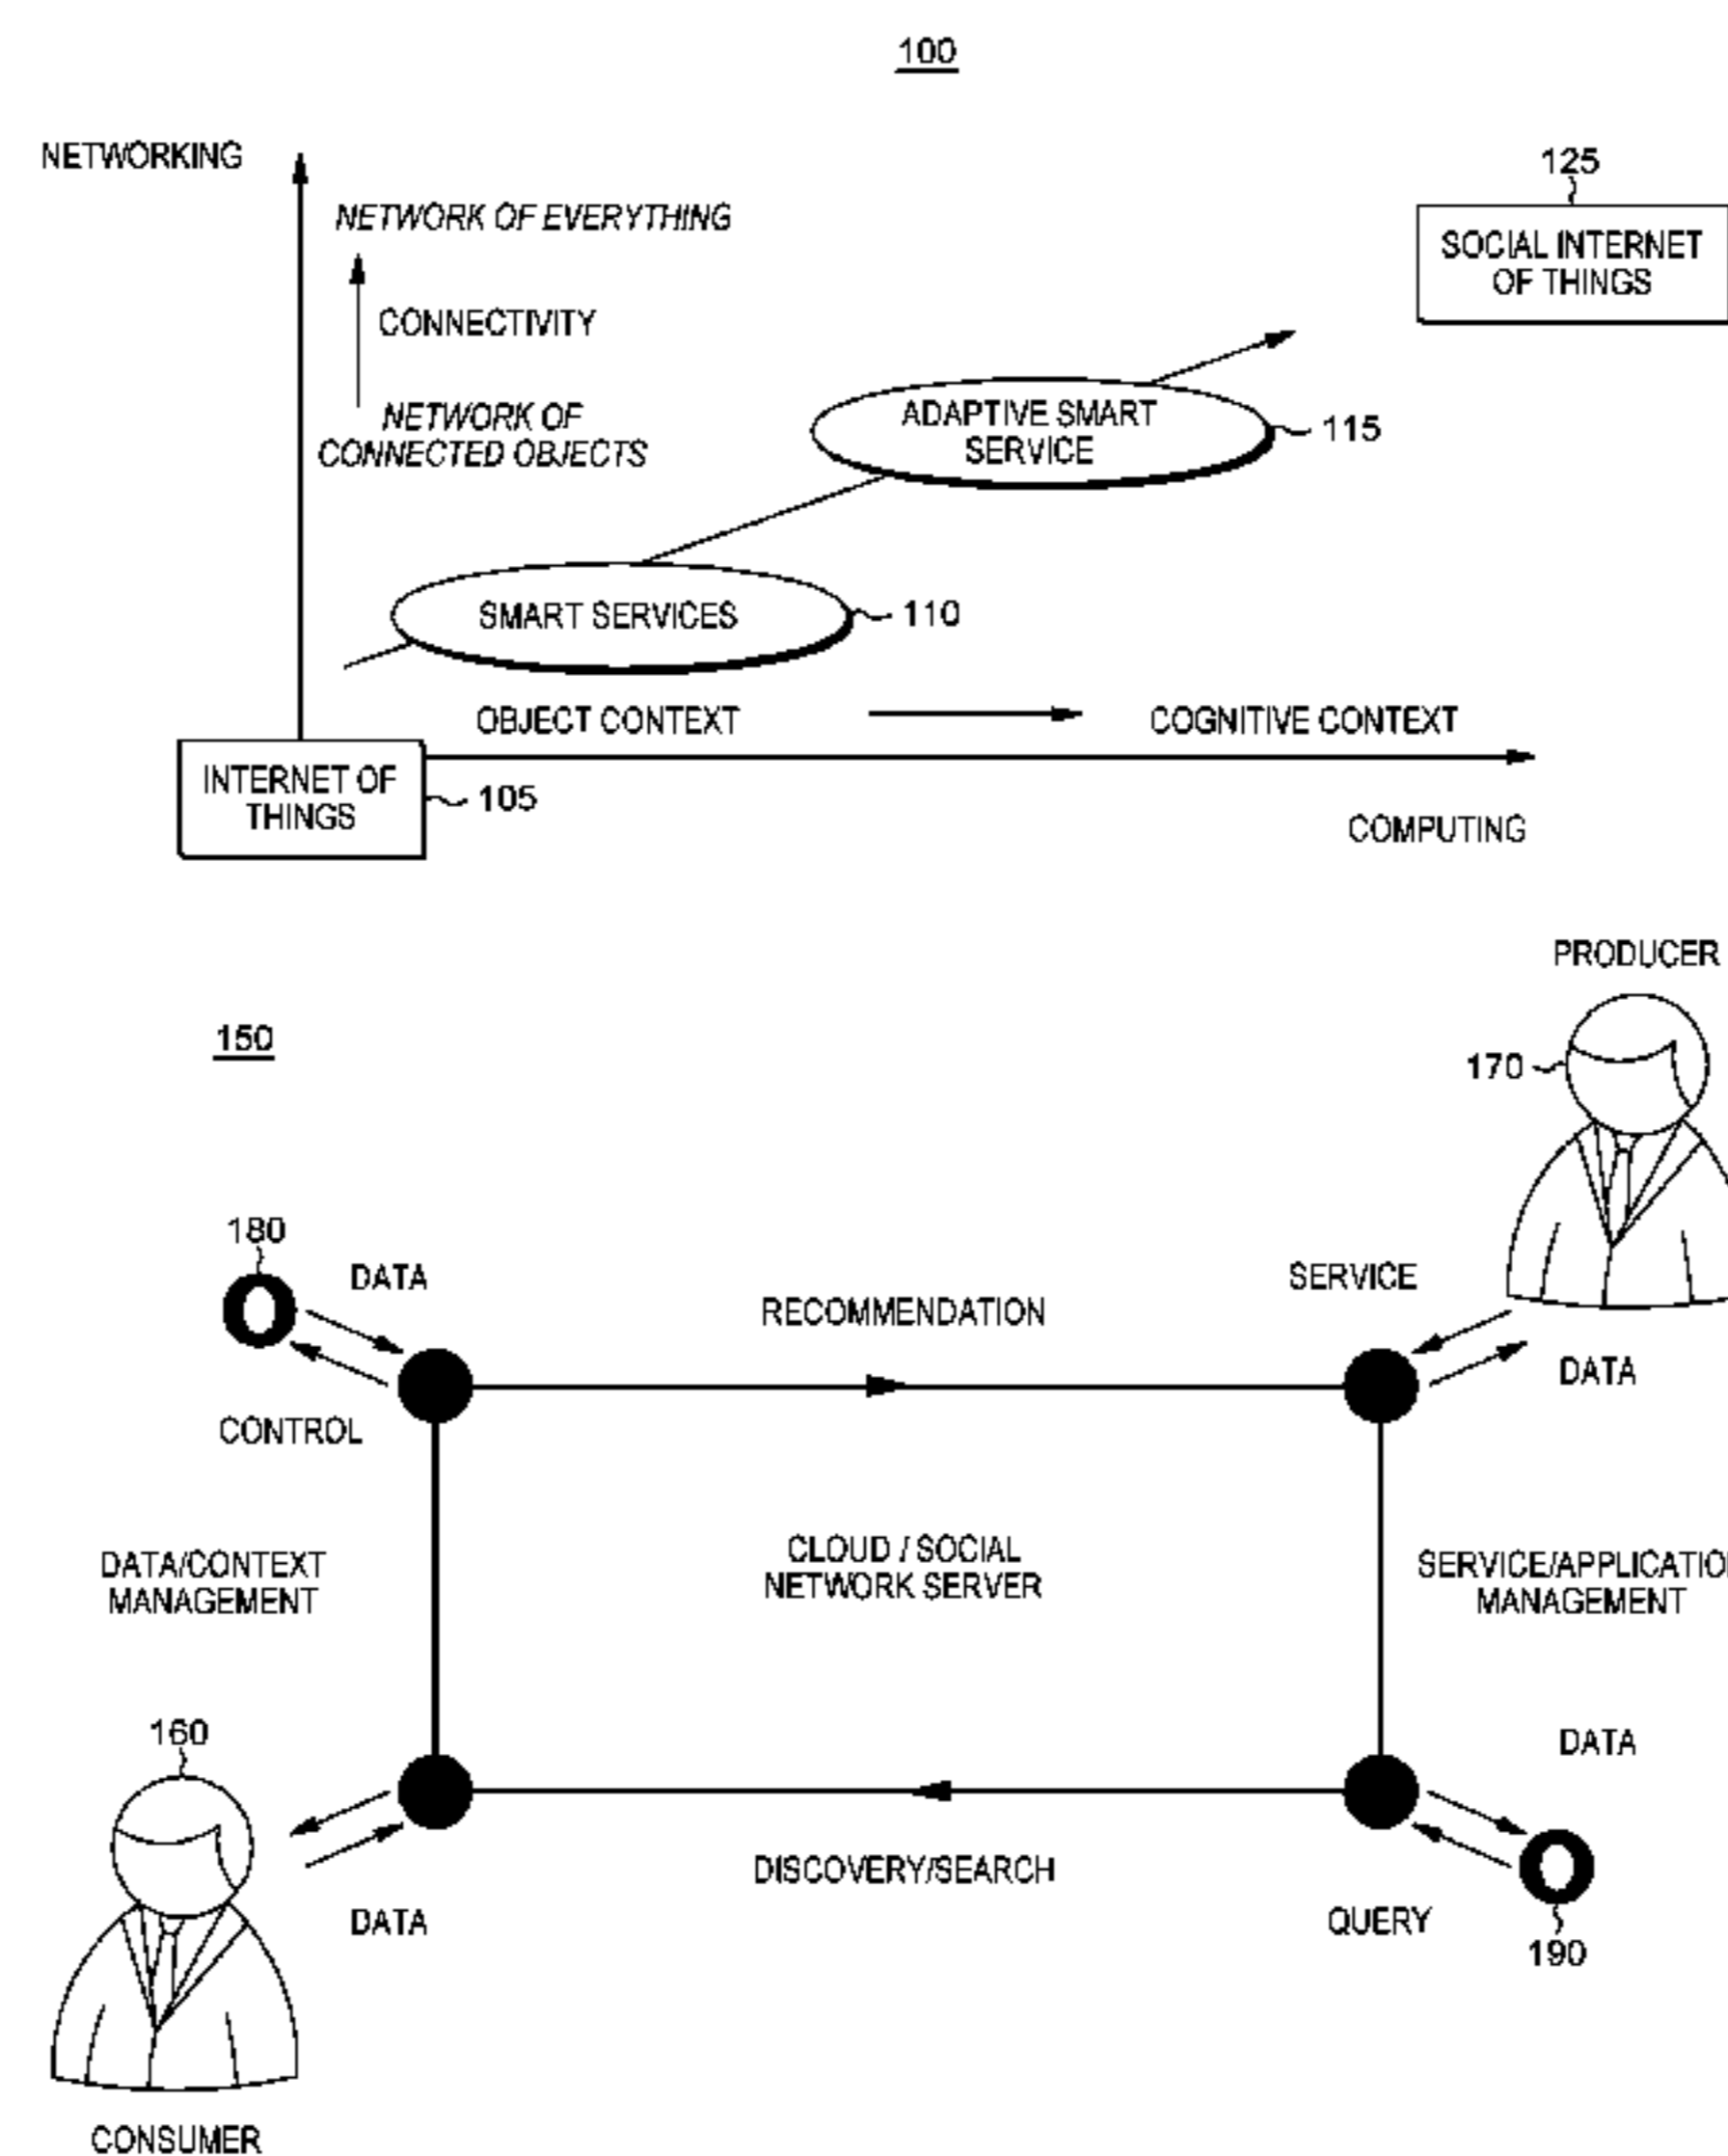 100
NETWORKING
125
NETWORK OF EVERYTHING
SOCIAL INTERNET
OF THINGS
CONNECTIVITY
NETWORK OF
CONNECTED OBJECTS
ADAPTIVE SMART
SERVICE
115
SMART SERVICES
110
OBJECT CONTEXT
COGNITIVE CONTEXT
INTERNET OF
THINGS
105
COMPUTING
PRODUCER
150
170
180
DATA
SERVICE
RECOMMENDATION
DATA
CONTROL
CLOUD / SOCIAL
NETWORK SERVER
DATA/CONTEXT
MANAGEMENT
SERVICE/APPLICATION
MANAGEMENT
160
DATA
DISCOVERY/SEARCH
DATA
QUERY
190
CONSUMER